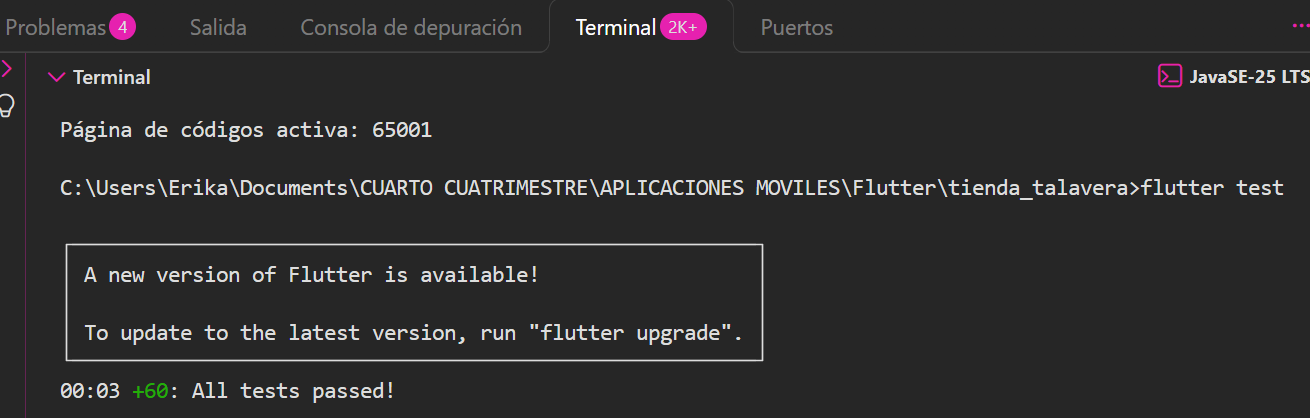 Problemas 4 Salida Consola de depuración Terminal 2K+ Puertos
Terminal JavaSE-25 LTS
Página de códigos activa: 65001
C:\Users\Erika\Documents\CUARTO CUATRIMESTRE\APLICACIONES MOVILES\Flutter\tienda_talavera>flutter test
A new version of Flutter is available!
To update to the latest version, run "flutter upgrade".
00:03 +60: All tests passed!